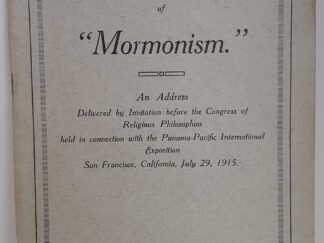 of
"Mormonism."
An Address
Delivered by Invitation before the Congress of
Religious Philosophies
held in connection with the Panama-Pacific International
Exposition
San Francisco, California, July 29, 1915.